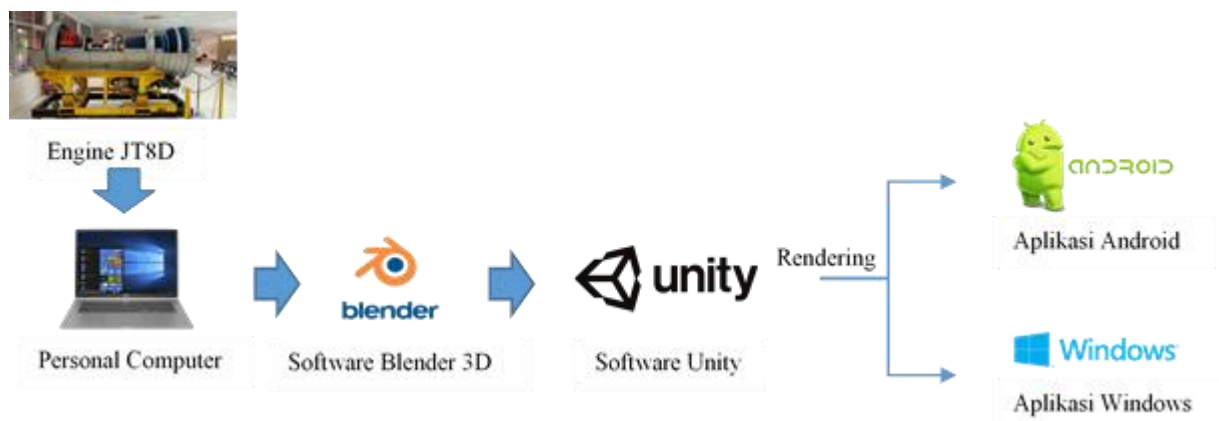 Engine JT8D
Personal Computer
blender
Software Blender 3D
unity
Software Unity
Rendering
ANDROID
Aplikasi Android
Windows
Aplikasi Windows